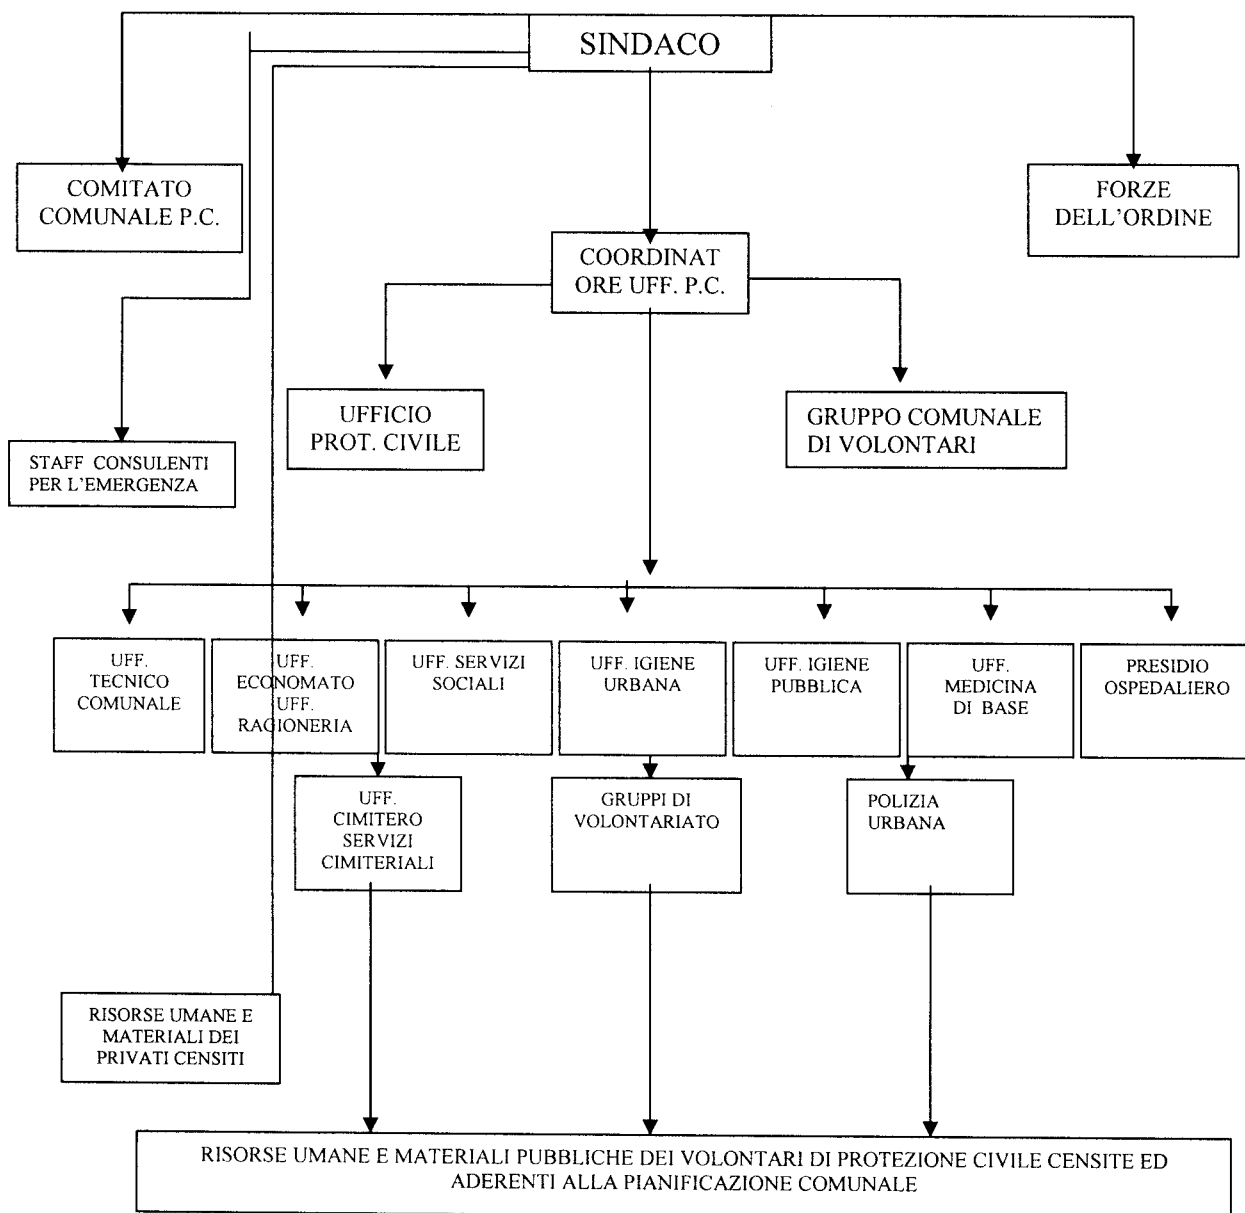 SINDACO
COMITATO
COMUNALE P.C.
FORZE
DELL'ORDINE
COORDINAT
ORE UFF. P.C.
UFFICIO
PROT. CIVILE
GRUPPO COMUNALE
DI VOLONTARI
STAFF CONSULENTI
PER L'EMERGENZA
UFF.
TECNICO
COMUNALE
UFF.
ECONOMATO
UFF.
RAGIONERIA
UFF. SERVIZI
SOCIALI
UFF. IGIENE
URBANA
UFF. IGIENE
PUBBLICA
UFF.
MEDICINA
DI BASE
PRESIDIO
OSPEDALIERO
UFF.
CIMITERO
SERVIZI
CIMITERIALI
GRUPPI DI
VOLONTARIATO
POLIZIA
URBANA
RISORSE UMANE E
MATERIALI DEI
PRIVATI CENSITI
RISORSE UMANE E MATERIALI PUBBLICHE DEI VOLONTARI DI PROTEZIONE CIVILE CENSITE ED
ADERENTI ALLA PIANIFICAZIONE COMUNALE